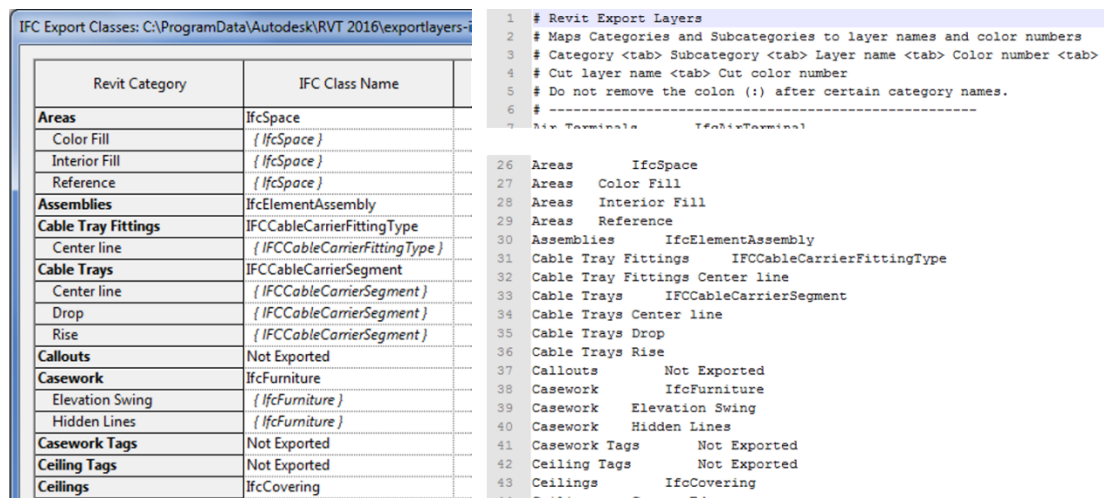 IFC Export Classes: C:\ProgramData\Autodesk\RVT 2016\exportlayers-i
Revit Category IFC Class Name
Areas IfcSpace
Color Fill { IfcSpace }
Interior Fill { IfcSpace }
Reference { IfcSpace }
Assemblies IfcElementAssembly
Cable Tray Fittings IFCCableCarrierFittingType
Center line { IFCCableCarrierFittingType }
Cable Trays IFCCableCarrierSegment
Center line { IFCCableCarrierSegment }
Drop { IFCCableCarrierSegment }
Rise { IFCCableCarrierSegment }
Callouts Not Exported
Casework IfcFurniture
Elevation Swing { IfcFurniture }
Hidden Lines { IfcFurniture }
Casework Tags Not Exported
Ceiling Tags Not Exported
Ceilings IfcCovering
1 # Revit Export Layers
2 # Maps Categories and Subcategories to layer names and color numbers
3 # Category <tab> Subcategory <tab> Layer name <tab> Color number <tab>
4 # Cut layer name <tab> Cut color number
5 # Do not remove the colon (:) after certain category names.
6 # -----------------------------------------------------
7 Air Terminals IfcAirTerminal
26 Areas IfcSpace
27 Areas Color Fill
28 Areas Interior Fill
29 Areas Reference
30 Assemblies IfcElementAssembly
31 Cable Tray Fittings IFCCableCarrierFittingType
32 Cable Tray Fittings Center line
33 Cable Trays IFCCableCarrierSegment
34 Cable Trays Center line
35 Cable Trays Drop
36 Cable Trays Rise
37 Callouts Not Exported
38 Casework IfcFurniture
39 Casework Elevation Swing
40 Casework Hidden Lines
41 Casework Tags Not Exported
42 Ceiling Tags Not Exported
43 Ceilings IfcCovering